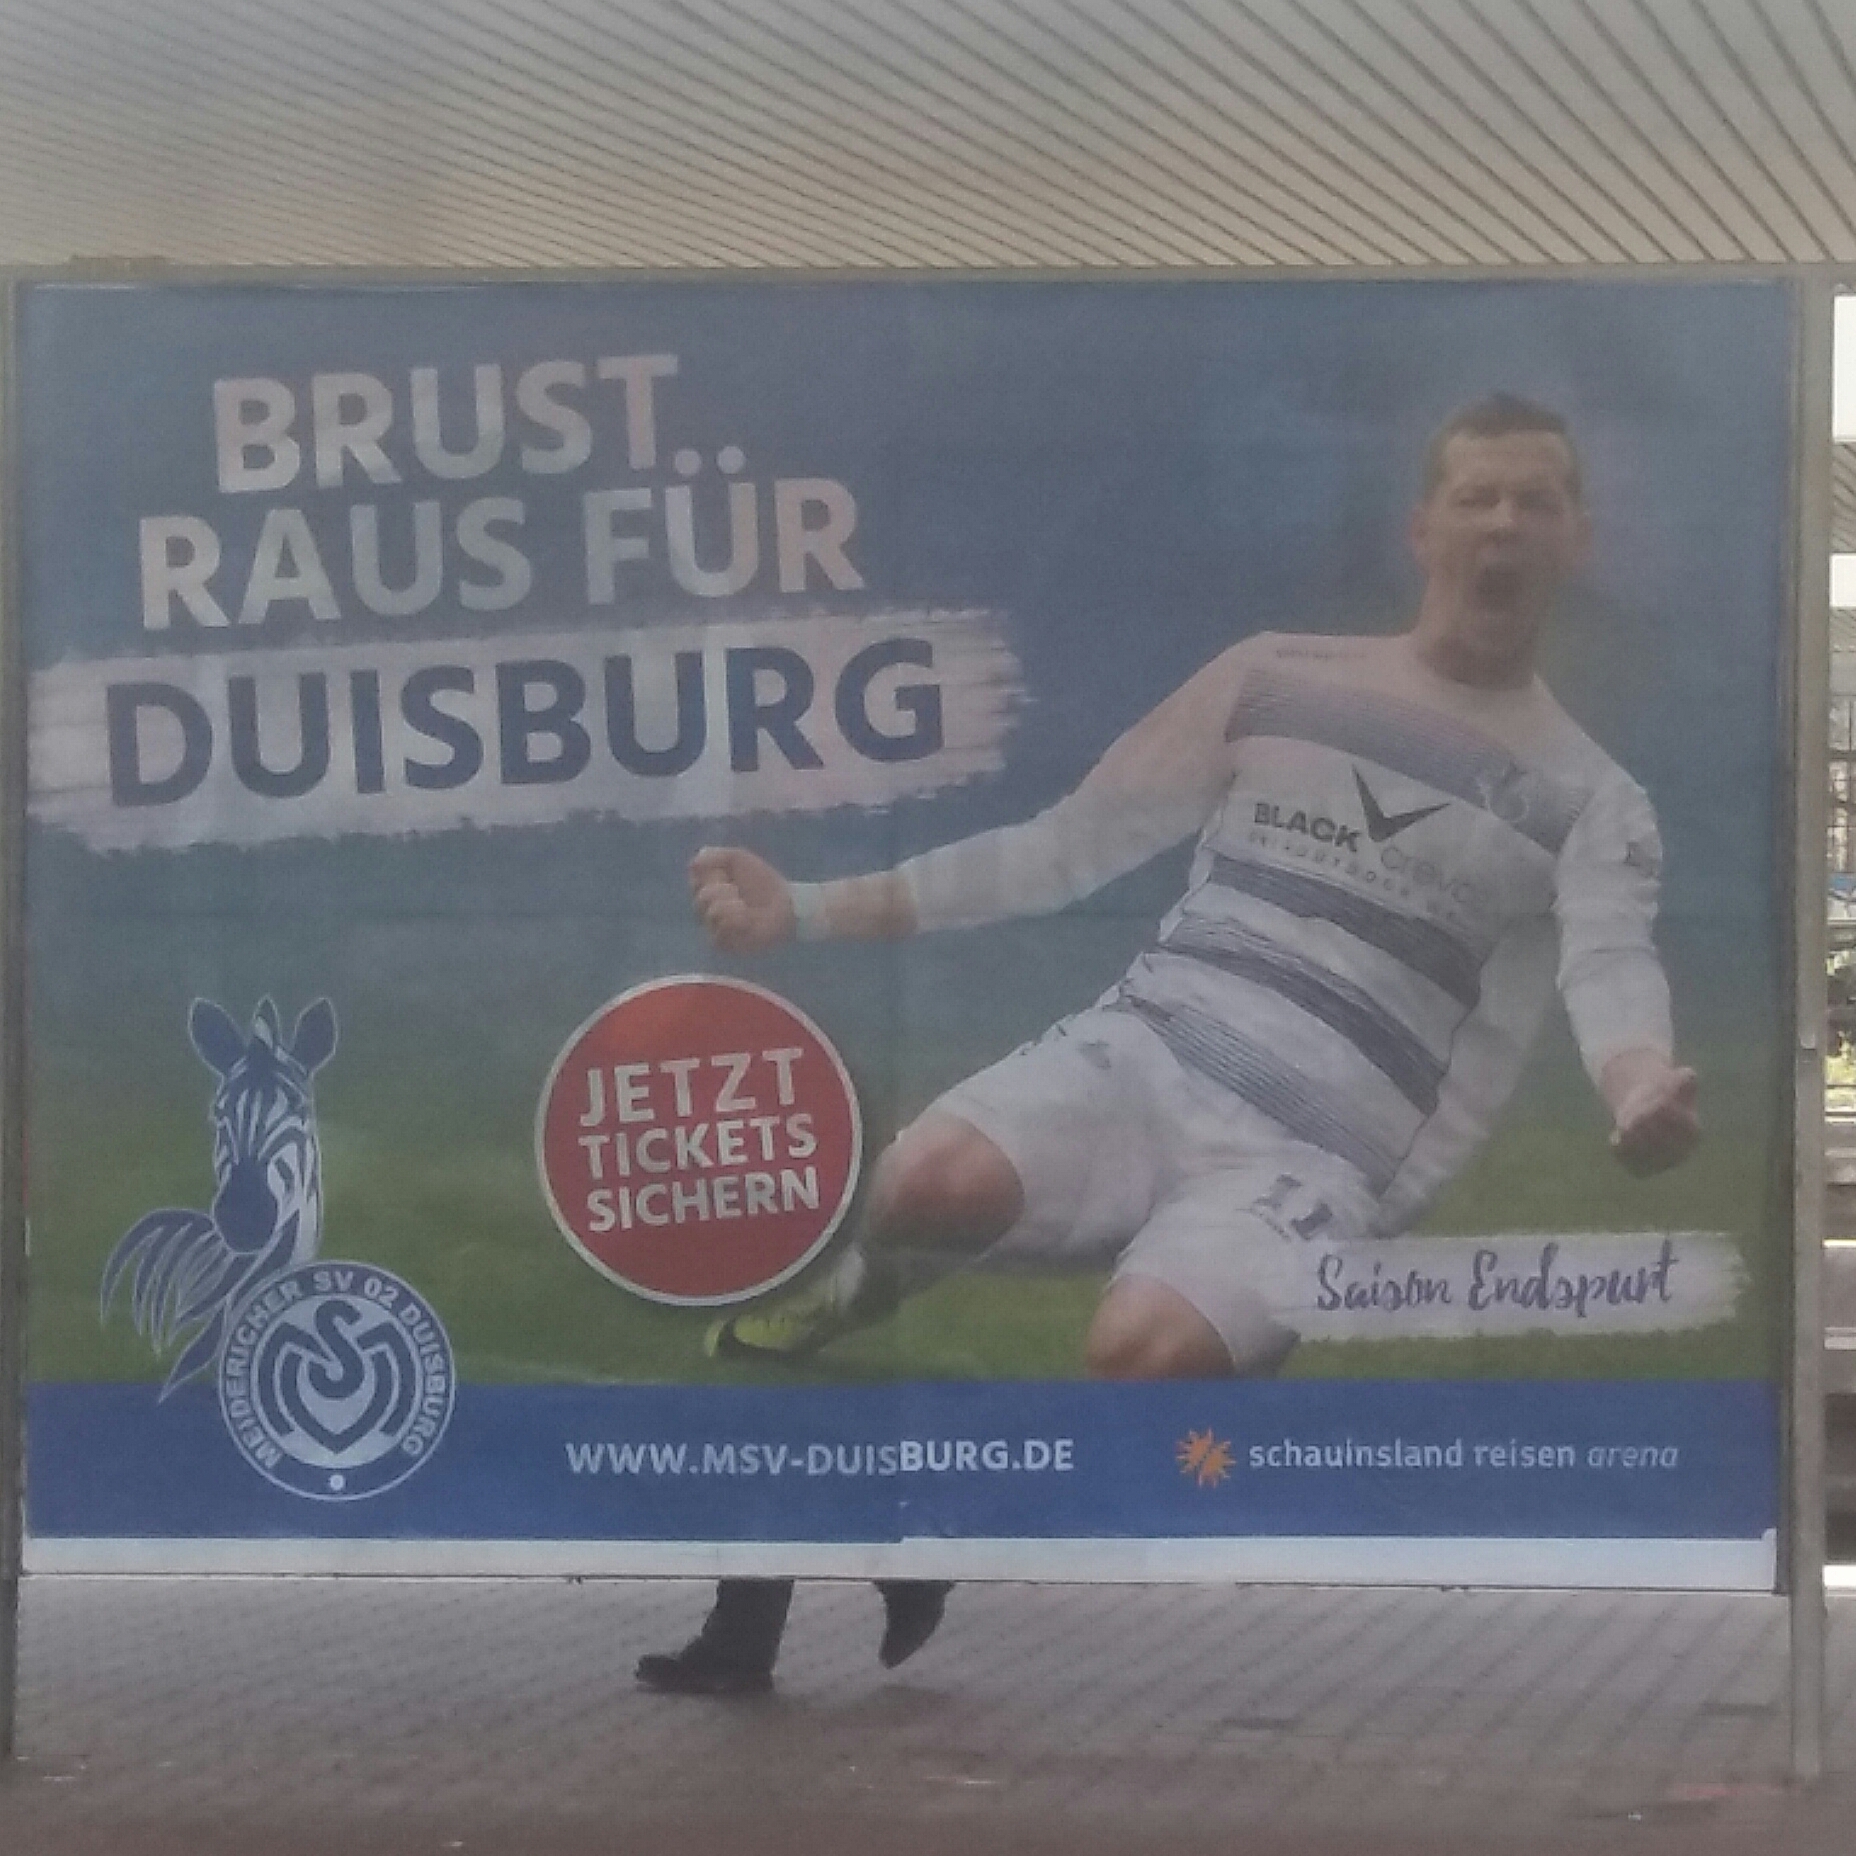 BRUST
RAUS FÜR
DUISBURG
BLACK
JETZT
TICKETS
SICHERN
11
Saison Endspurt
MEIDERICHER SV 02 DUISBURG
MSV
WWW.MSV-DUISBURG.DE
schauinsland reisen arena